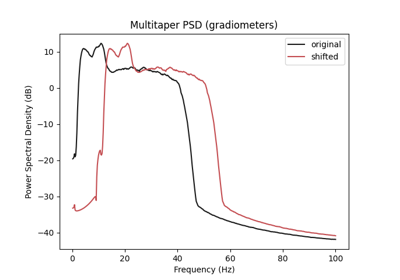 Multitaper PSD (gradiometers)
original
shifted
Power Spectral Density (dB)
10
0
−10
−20
−30
−40
0
20
40
60
80
100
Frequency (Hz)